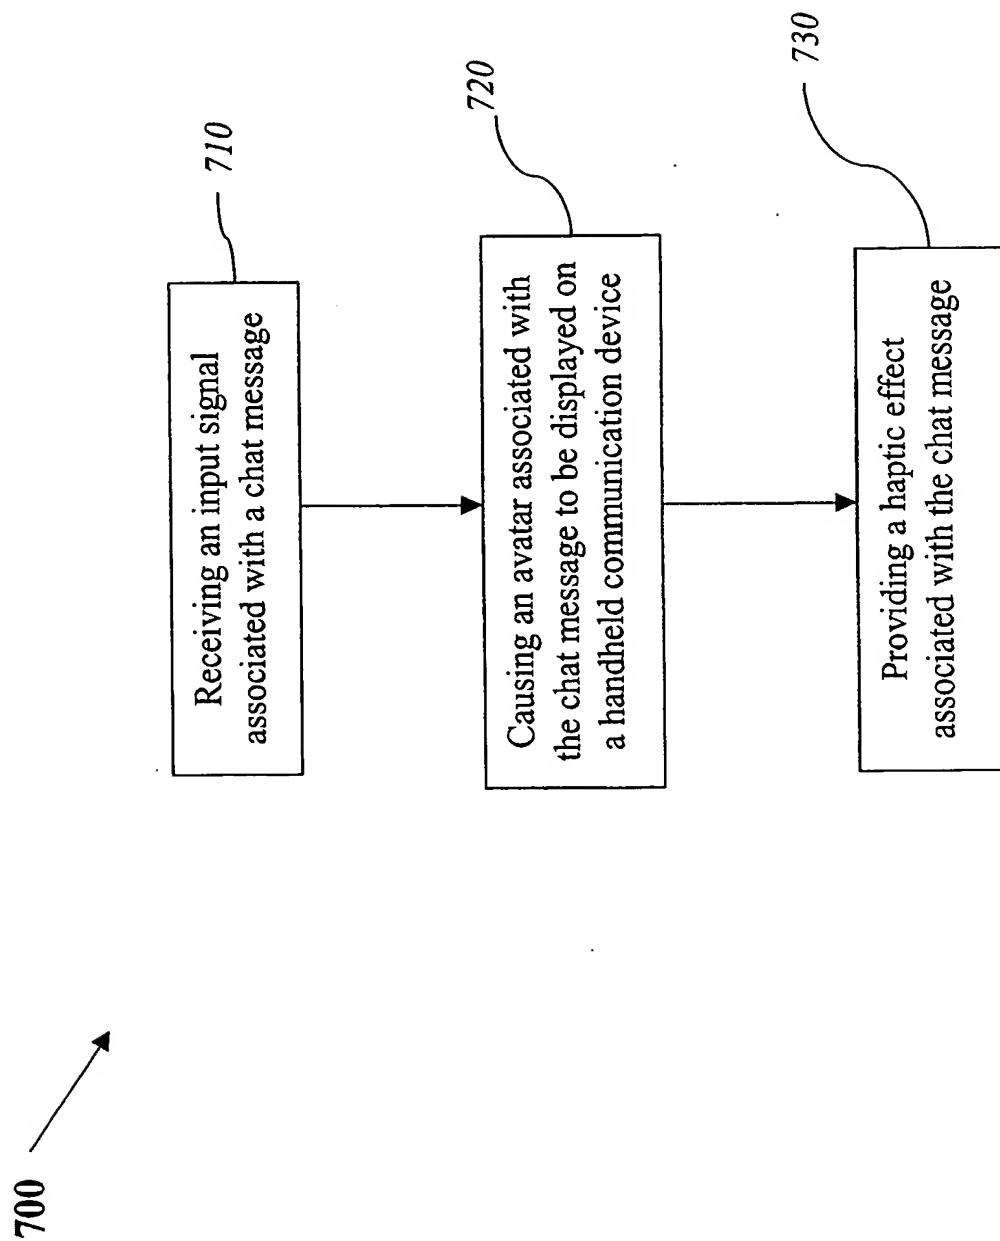 700
Receiving an input signal
associated with a chat message
710
Causing an avatar associated with
the chat message to be displayed on
a handheld communication device
720
Providing a haptic effect
associated with the chat message
730